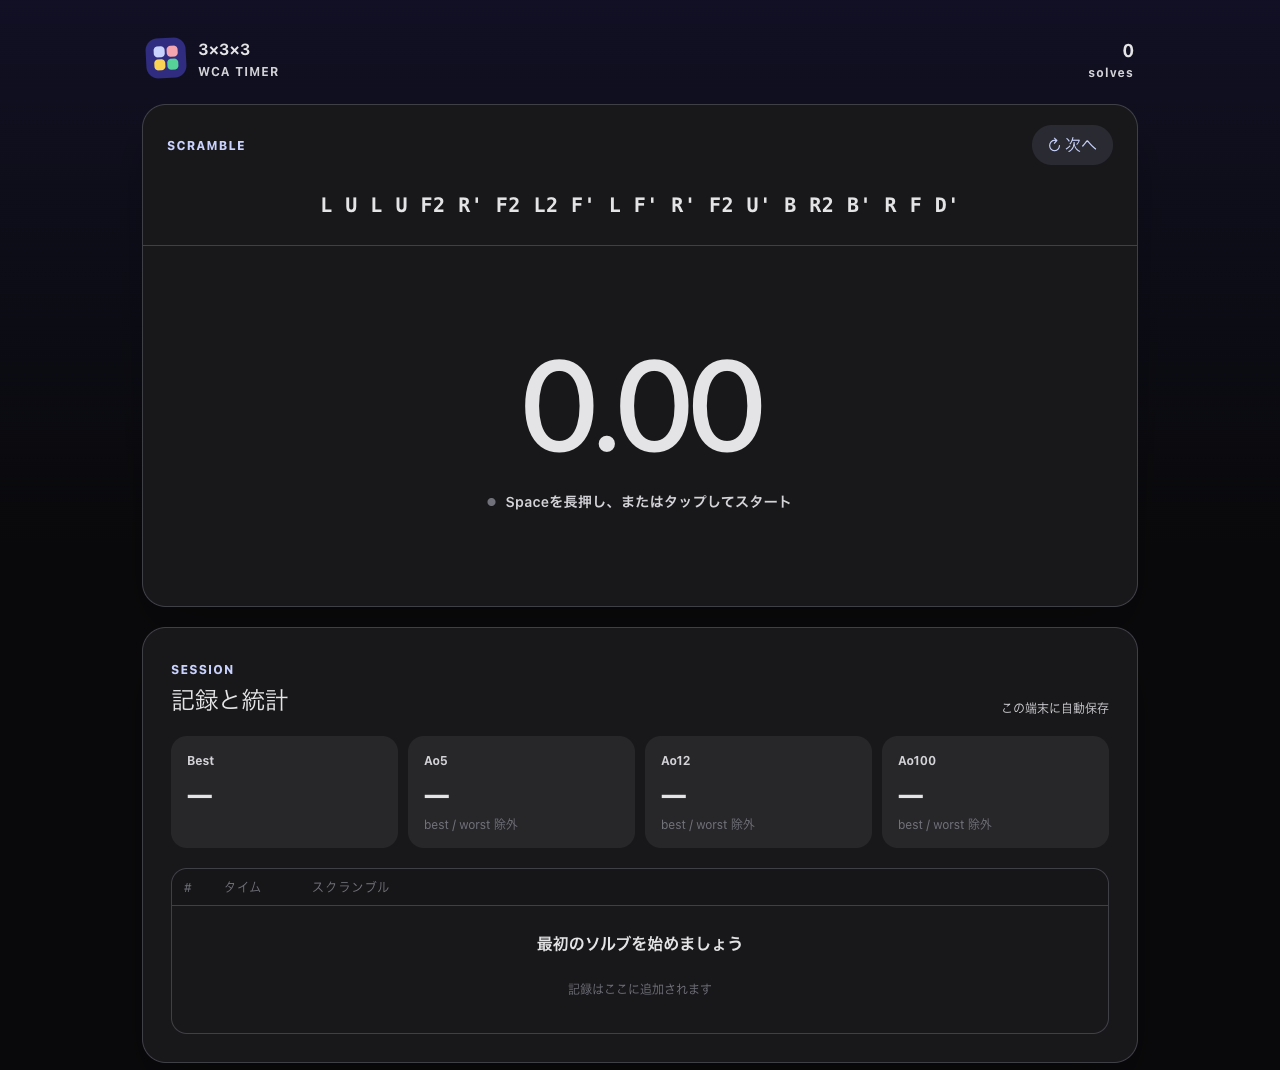 3×3×3
WCA TIMER
0
solves
SCRAMBLE
↻ 次へ
L U L U F2 R' F2 L2 F' L F' R' F2 U' B R2 B' R F D'
0.00
Spaceを長押し、またはタップしてスタート
SESSION
記録と統計
この端末に自動保存
Best
—
Ao5
—
best / worst 除外
Ao12
—
best / worst 除外
Ao100
—
best / worst 除外
# タイム スクランブル
最初のソルブを始めましょう
記録はここに追加されます